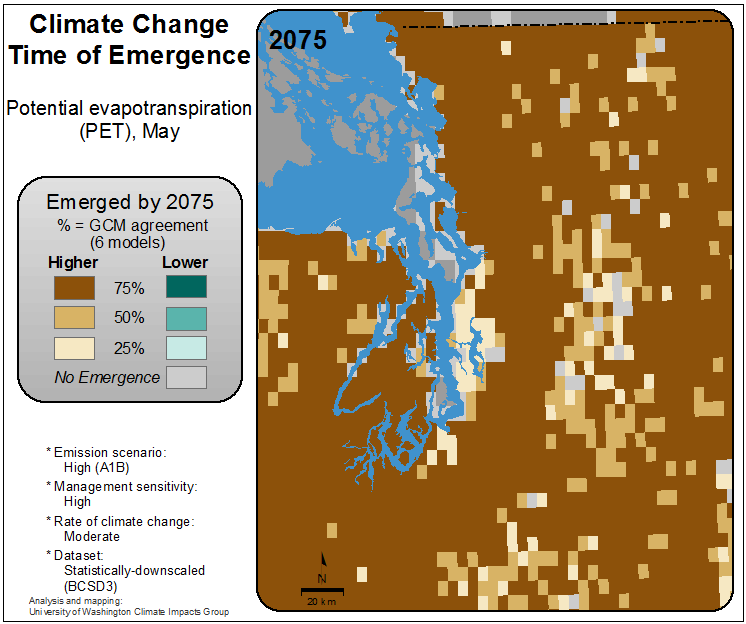 Climate Change
Time of Emergence
Potential evapotranspiration
(PET), May
Emerged by 2075
% = GCM agreement
(6 models)
Higher Lower
75%
50%
25%
No Emergence
* Emission scenario:
High (A1B)
* Management sensitivity:
High
* Rate of climate change:
Moderate
* Dataset:
Statistically-downscaled
(BCSD3)
Analysis and mapping:
University of Washington Climate Impacts Group
2075
N
20 km